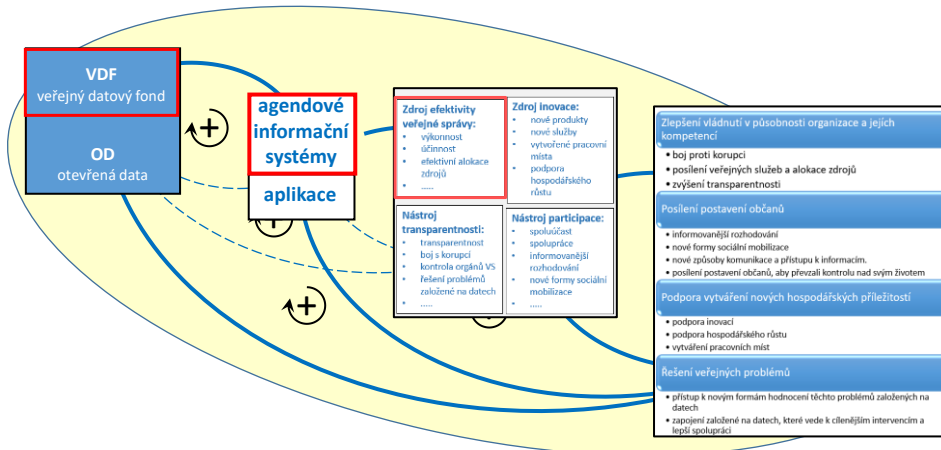 VDF
veřejný datový fond
OD
otevřená data
+
agendové
informační
systémy
aplikace
+
+
Zdroj efektivity
veřejné správy:
• výkonnost
• účinnost
• efektivní alokace
zdrojů
• .....
Zdroj inovace:
• nové produkty
• nové služby
• vytvořené pracovní
místa
• podpora
hospodářského
růstu
Nástroj
transparentnosti:
• transparentnost
• boj s korupcí
• kontrola orgánů VS
• řešení problémů
založené na datech
• .....
Nástroj participace:
• spoluúčast
• spolupráce
• informovanější
rozhodování
• nové formy sociální
mobilizace
• .....
Zlepšení vládnutí v působnosti organizace a jejích
kompetencí
• boj proti korupci
• posílení veřejných služeb a alokace zdrojů
• zvýšení transparentnosti
Posílení postavení občanů
• informovanější rozhodování
• nové formy sociální mobilizace
• nové způsoby komunikace a přístupu k informacím.
• posílení postavení občanů, aby převzali kontrolu nad svým životem
Podpora vytváření nových hospodářských příležitostí
• podpora inovací
• podpora hospodářského růstu
• vytváření pracovních míst
Řešení veřejných problémů
• přístup k novým formám hodnocení těchto problémů založených na
datech
• zapojení založené na datech, které vede k cílenějším intervencím a
lepší spolupráci